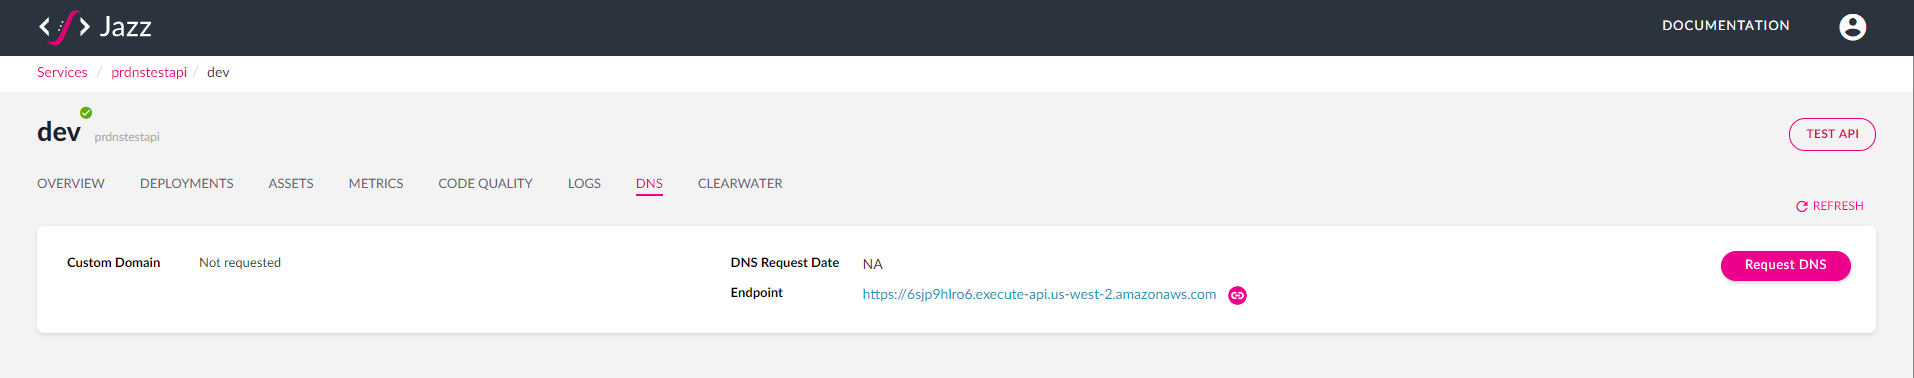 Jazz
DOCUMENTATION
Services / prdnstestapi / dev
dev prdnstestapi
TEST API
OVERVIEW DEPLOYMENTS ASSETS METRICS CODE QUALITY LOGS DNS CLEARWATER
REFRESH
Custom Domain Not requested
DNS Request Date NA
Request DNS
Endpoint https://6sjp9hlro6.execute-api.us-west-2.amazonaws.com